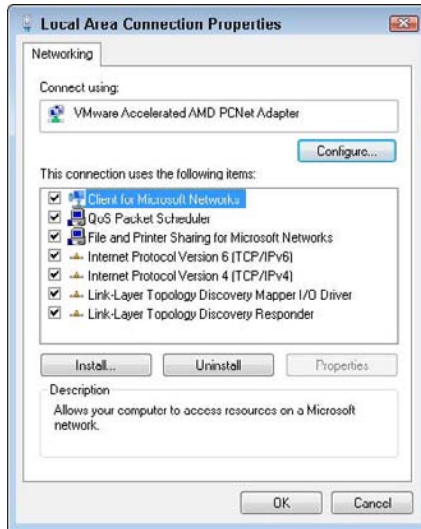 Local Area Connection Properties
Networking
Connect using:
VMware Accelerated AMD PCNet Adapter
Configure...
This connection uses the following items:
Client for Microsoft Networks
QoS Packet Scheduler
File and Printer Sharing for Microsoft Networks
Internet Protocol Version 6 (TCP/IPv6)
Internet Protocol Version 4 (TCP/IPv4)
Link-Layer Topology Discovery Mapper I/O Driver
Link-Layer Topology Discovery Responder
Install... Uninstall Properties
Description
Allows your computer to access resources on a Microsoft
network.
OK Cancel